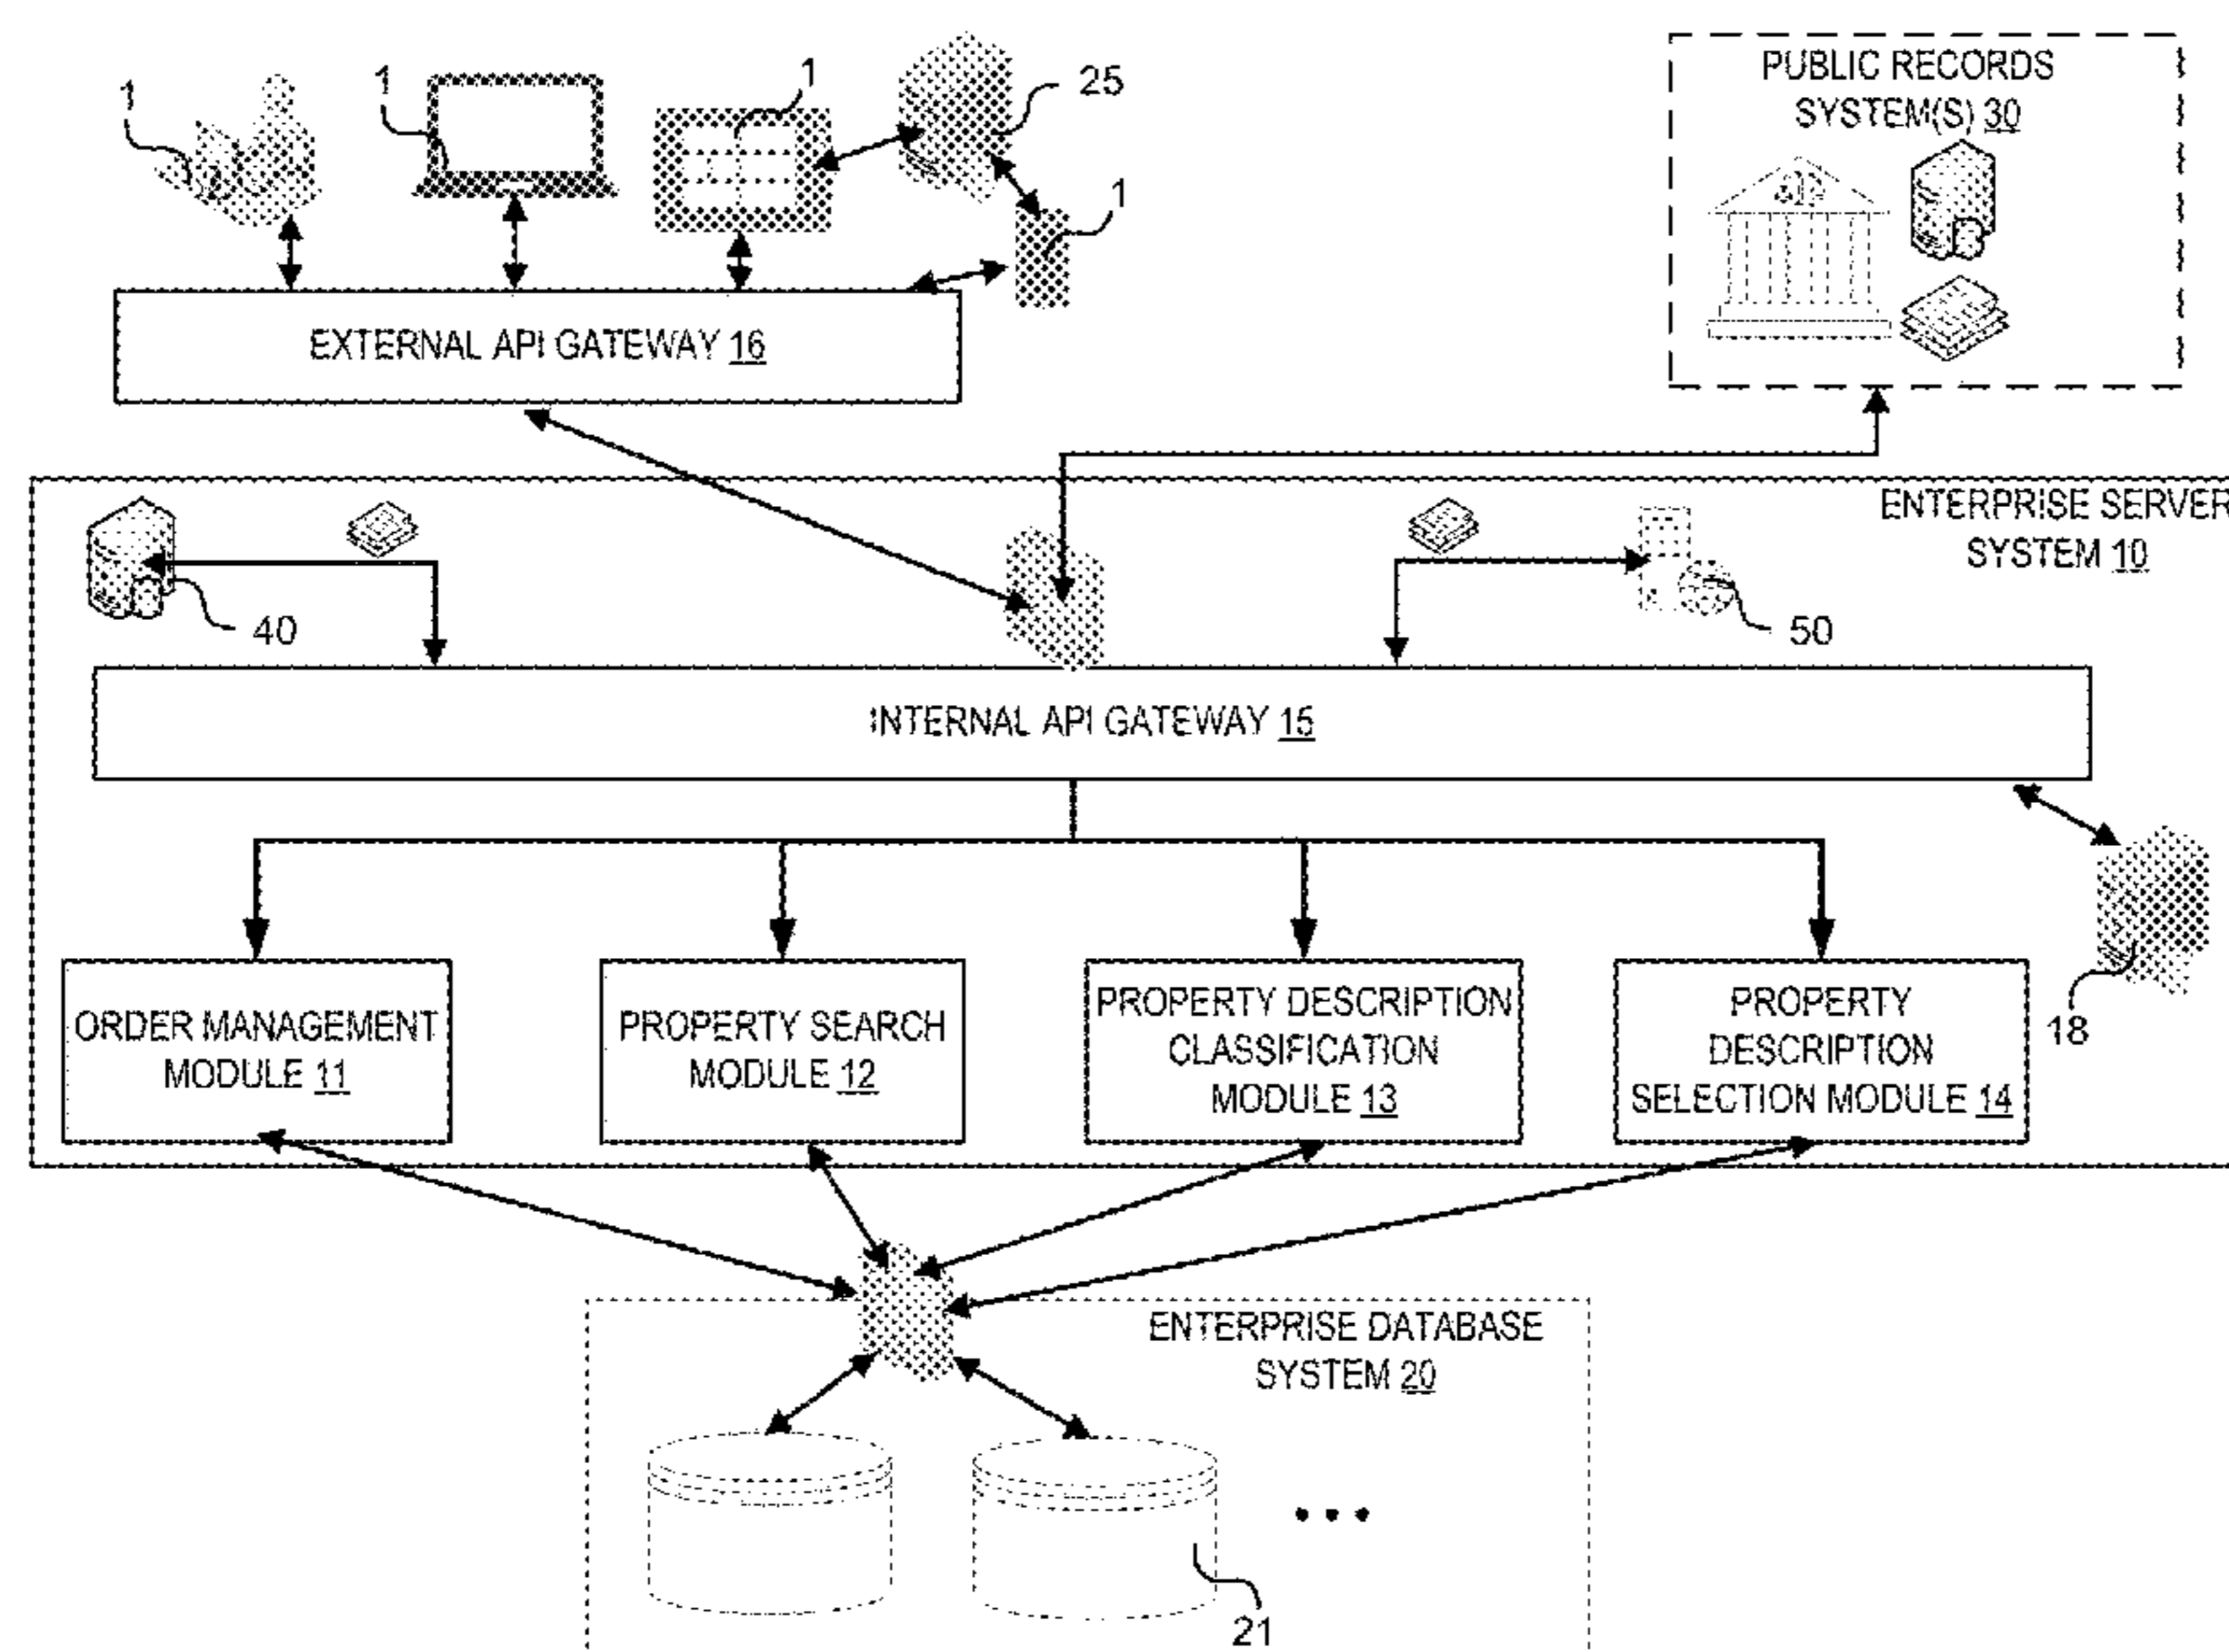 1
1
1
25
1
PUBLIC RECORDS
SYSTEM(S) 30
EXTERNAL API GATEWAY 16
ENTERPRISE SERVER
SYSTEM 10
40
50
INTERNAL API GATEWAY 15
ORDER MANAGEMENT
MODULE 11
PROPERTY SEARCH
MODULE 12
PROPERTY DESCRIPTION
CLASSIFICATION
MODULE 13
PROPERTY
DESCRIPTION
SELECTION MODULE 14
18
ENTERPRISE DATABASE
SYSTEM 20
21